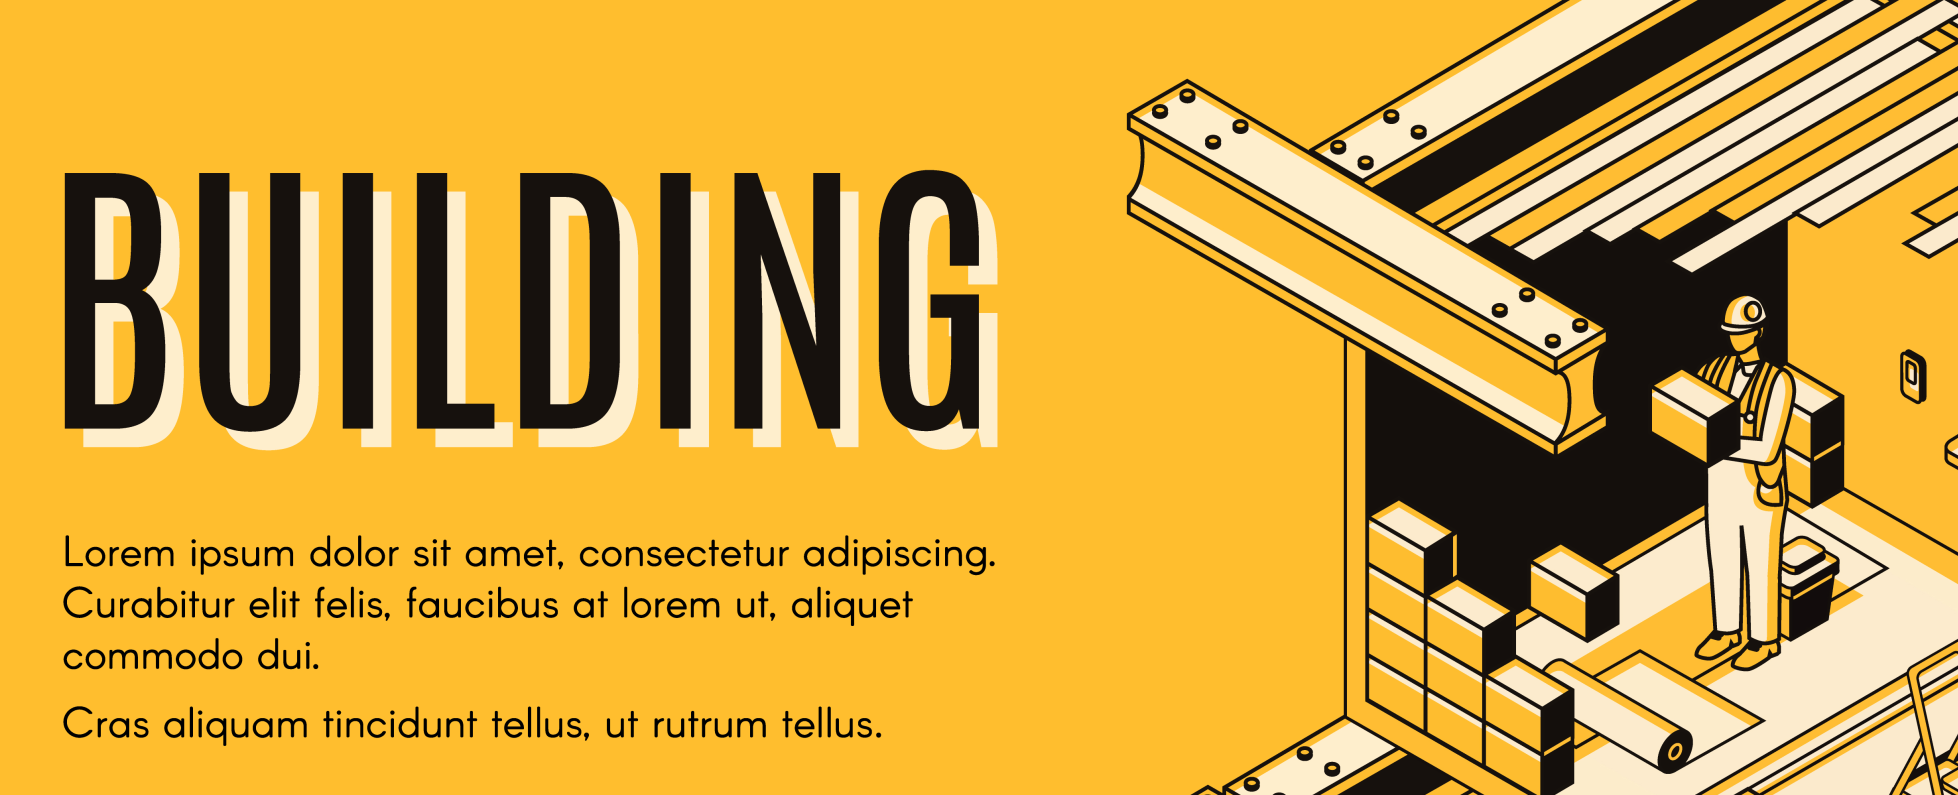 BUILDING
Lorem ipsum dolor sit amet, consectetur adipiscing.
Curabitur elit felis, faucibus at lorem ut, aliquet
commodo dui.
Cras aliquam tincidunt tellus, ut rutrum tellus.